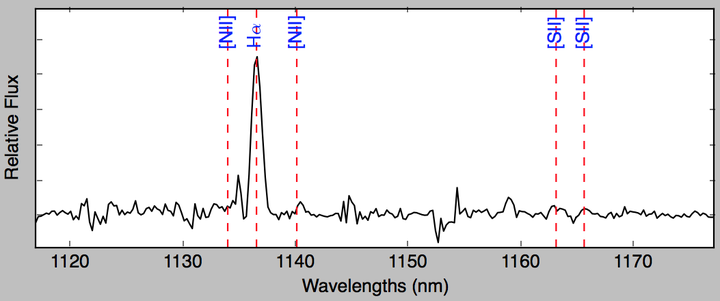 [NII]
Hα
[NII]
[SII]
[SII]
Relative Flux
1120
1130
1140
1150
1160
1170
Wavelengths (nm)